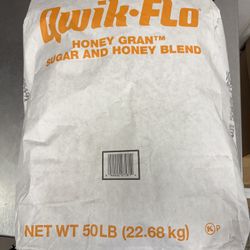 Qwik•Flo
HONEY GRAN™
SUGAR AND HONEY BLEND
NET WT 50LB (22.68 kg)
K P